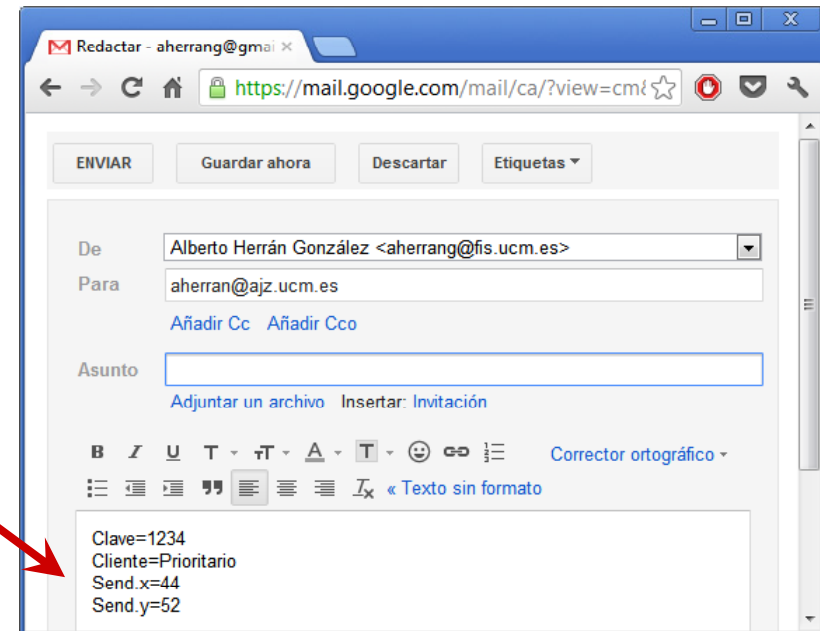 Redactar - aherrang@gmai
https://mail.google.com/mail/ca/?view=cm&
ENVIAR Guardar ahora Descartar Etiquetas
De Alberto Herrán González <aherrang@fis.ucm.es>
Para aherran@ajz.ucm.es
Añadir Cc Añadir Cco
Asunto
Adjuntar un archivo Insertar: Invitación
B I U T T A T Corrector ortográfico
Tx « Texto sin formato
Clave=1234
Cliente=Prioritario
Send.x=44
Send.y=52